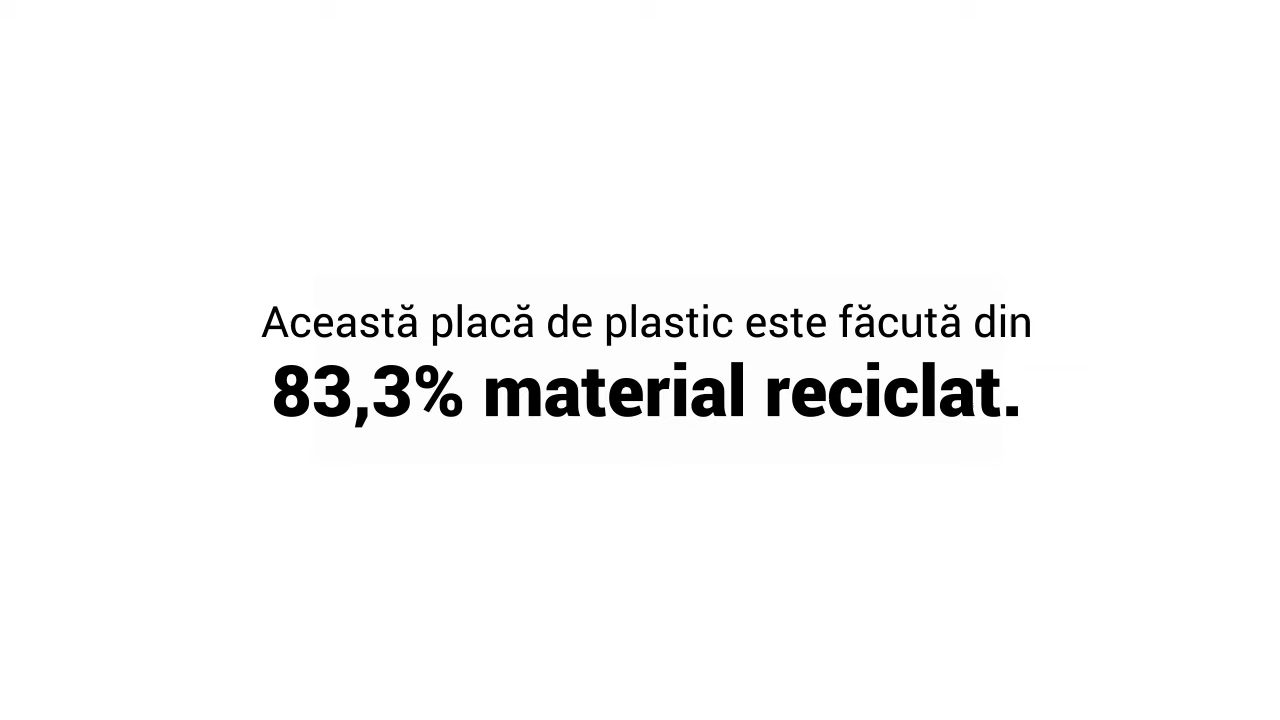 Această placă de plastic este făcută din
83,3% material reciclat.